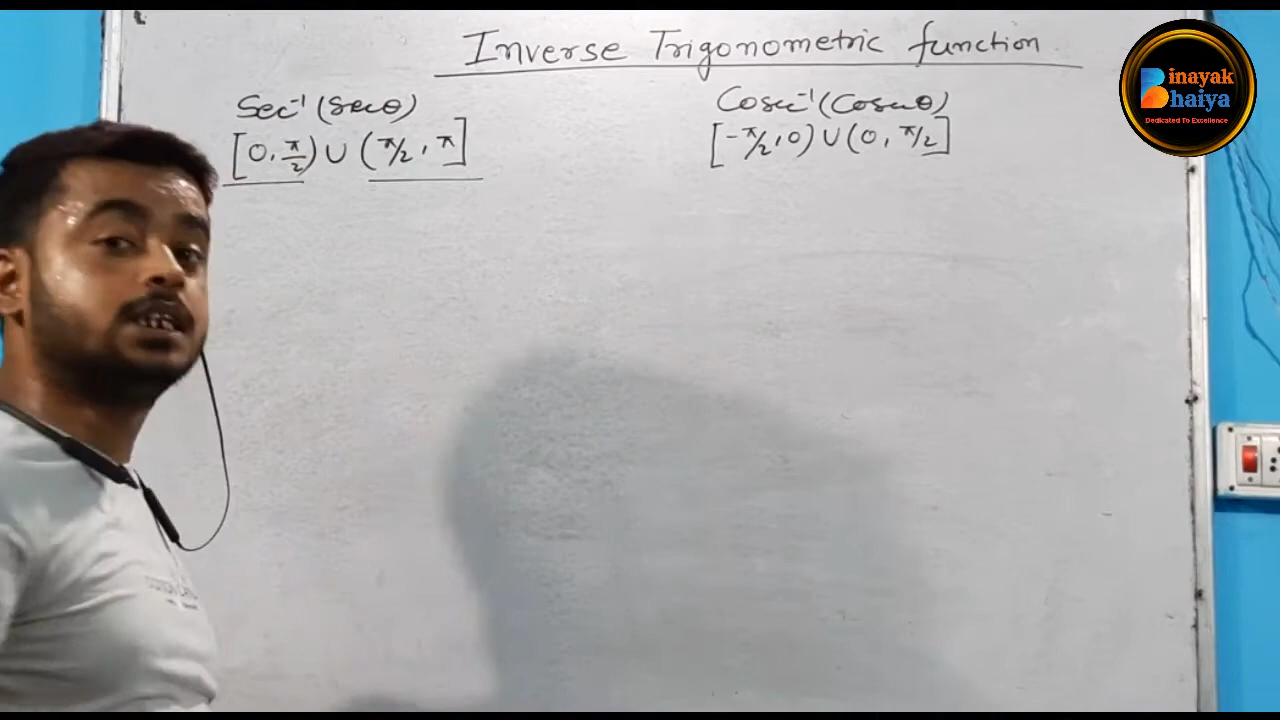 Inverse Trigonometric function
Sec⁻¹(Secθ)
[0, π/2) ∪ (π/2, π]
Cosec⁻¹(Cosecθ)
[-π/2, 0) ∪ (0, π/2]
Binayak
Bhaiya
Dedicated To Excellence